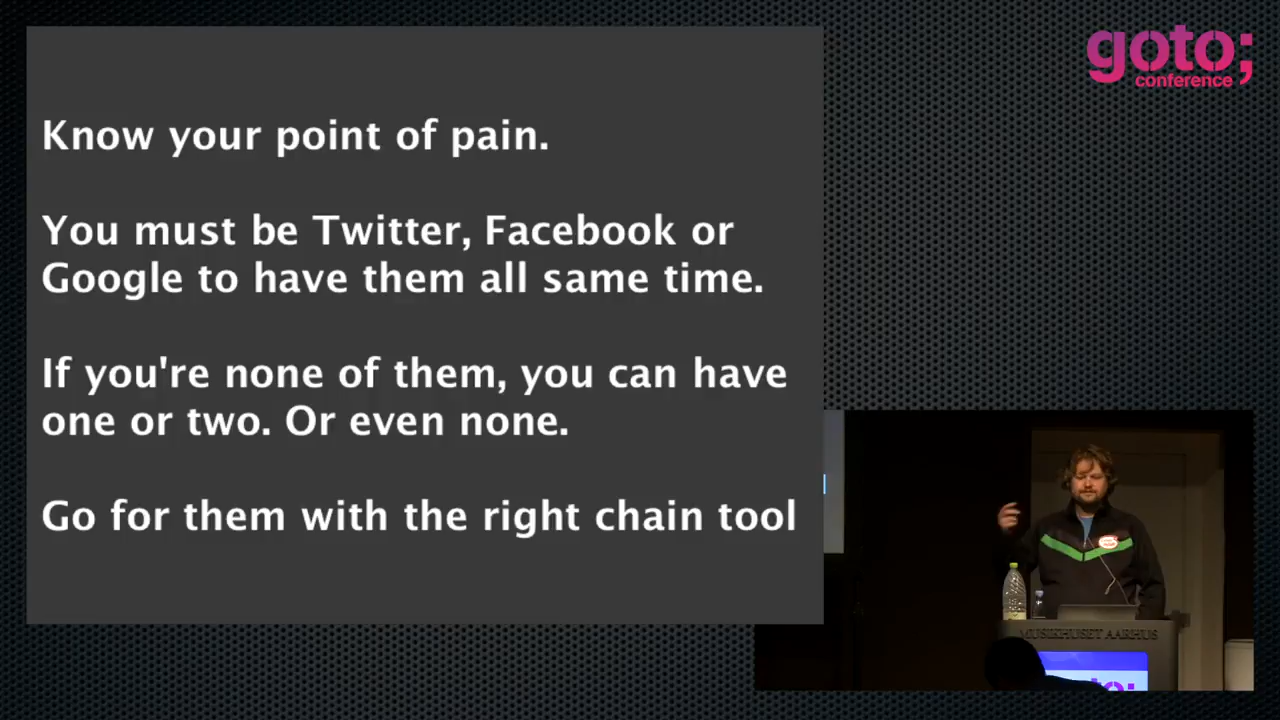 goto;
conference
Know your point of pain.
You must be Twitter, Facebook or
Google to have them all same time.
If you're none of them, you can have
one or two. Or even none.
Go for them with the right chain tool
MUSIKHUSET AARHUS